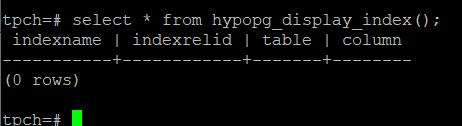 tpch=# select * from hypopg_display_index();
 indexname | indexrelid | table | column
-----------+------------+-------+--------
(0 rows)
tpch=#